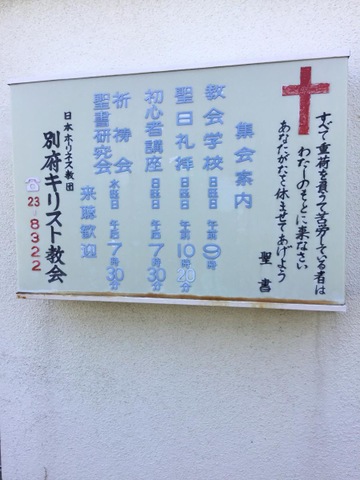 すべて重荷を負うて苦労している者は
わたしのもとに来なさい
あなたがたを休ませてあげよう
聖書
集会案内
教会学校 日曜日 午前 9時
聖日礼拝 日曜日 午前 10時20分
初心者講座 日曜日 午後 7時30分
祈祷会
聖書研究会 水曜日 午后 7時30分
来聴歓迎
日本ホリネス教団
別府キリスト教会
☎ 23-8322